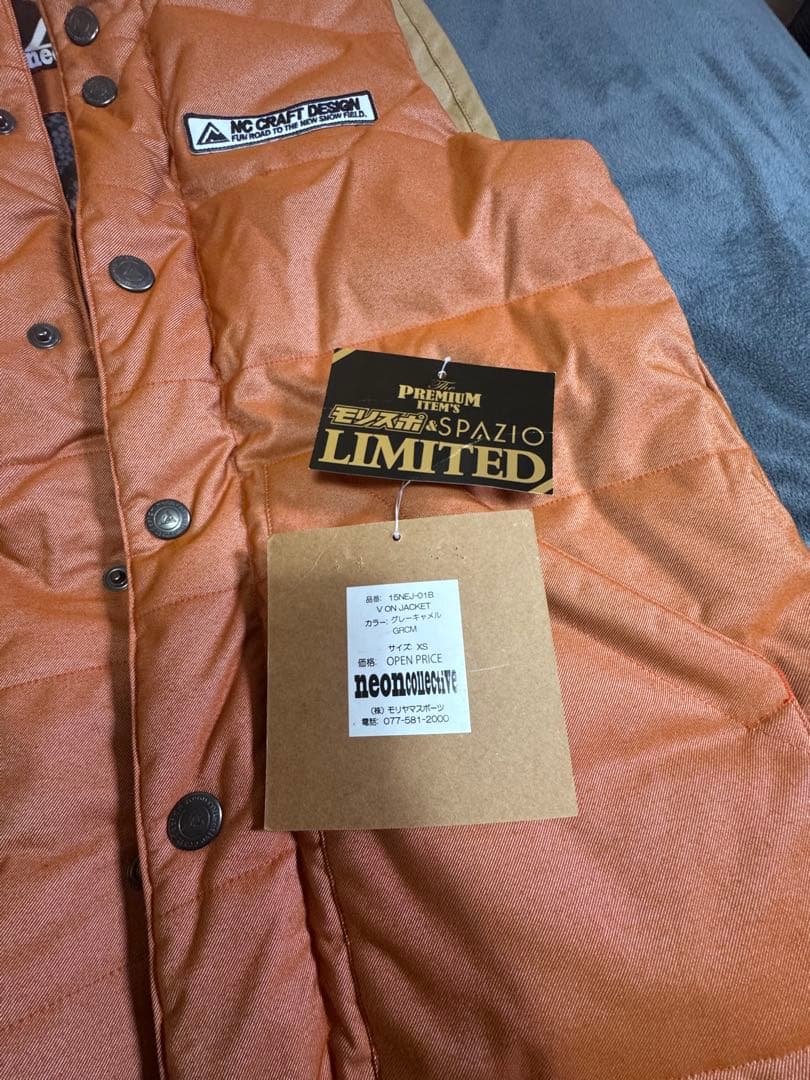 neo
NC CRAFT DESIGN
FUN ROAD TO THE NEW SNOW FIELD.
The
PREMIUM
ITEM'S
モリスポ&SPAZIO
LIMITED
品番: 15NEJ-01B
V ON JACKET
カラー: グレーキャメル
GRCM
サイズ: XS
価格: OPEN PRICE
neoncollective
(株) モリヤマスポーツ
電話: 077-581-2000